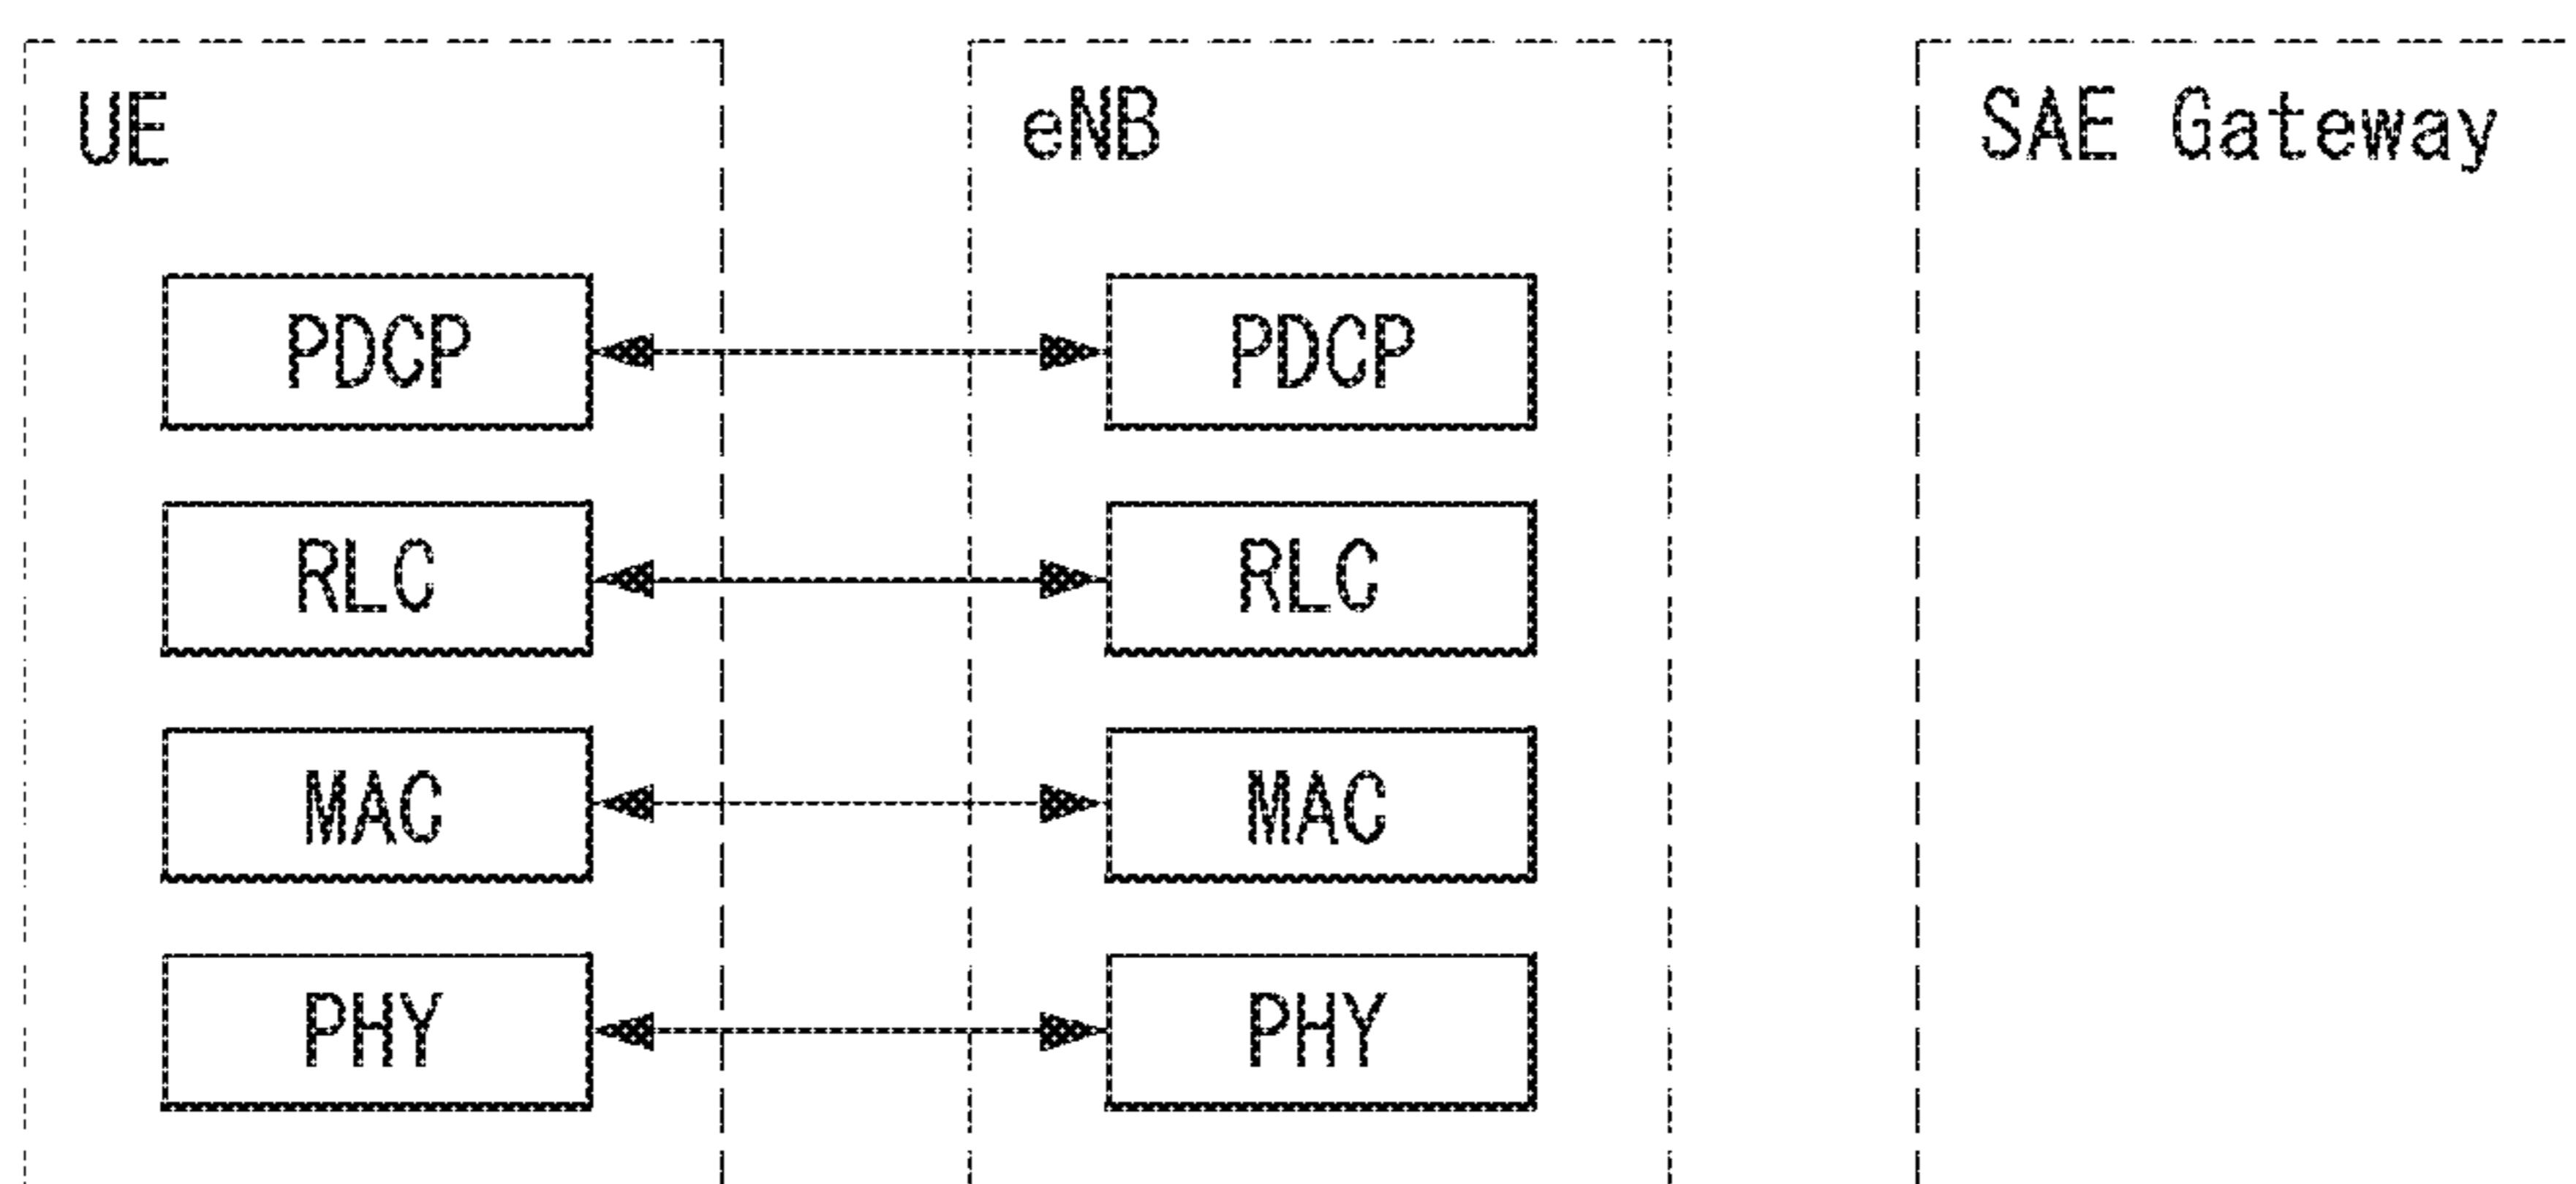 UE
eNB
SAE Gateway
PDCP
PDCP
RLC
RLC
MAC
MAC
PHY
PHY